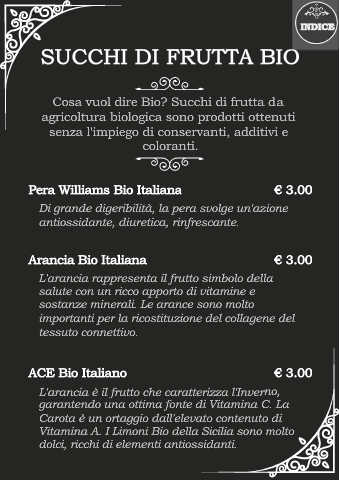 INDICE
SUCCHI DI FRUTTA BIO
Cosa vuol dire Bio? Succhi di frutta da
agricoltura biologica sono prodotti ottenuti
senza l'impiego di conservanti, additivi e
coloranti.
Pera Williams Bio Italiana € 3.00
Di grande digeribilità, la pera svolge un'azione
antiossidante, diuretica, rinfrescante.
Arancia Bio Italiana € 3.00
L'arancia rappresenta il frutto simbolo della
salute con un ricco apporto di vitamine e
sostanze minerali. Le arance sono molto
importanti per la ricostituzione del collagene del
tessuto connettivo.
ACE Bio Italiano € 3.00
L'arancia è il frutto che caratterizza l'Inverno,
garantendo una ottima fonte di Vitamina C. La
Carota è un ortaggio dall'elevato contenuto di
Vitamina A. I Limoni Bio della Sicilia sono molto
dolci, ricchi di elementi antiossidanti.